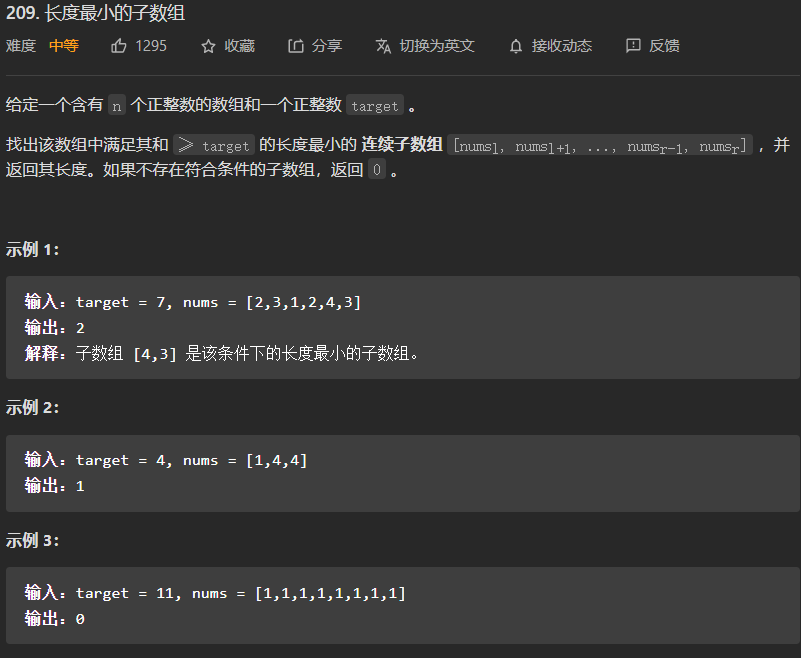 209. 长度最小的子数组
难度 中等 1295 收藏 分享 切换为英文 接收动态 反馈
给定一个含有 n 个正整数的数组和一个正整数 target 。
找出该数组中满足其和 ≥ target 的长度最小的 连续子数组 [numsl, numsl+1, ..., numsr-1, numsr] ，并
返回其长度。如果不存在符合条件的子数组，返回 0 。
示例 1：
输入：target = 7, nums = [2,3,1,2,4,3]
输出：2
解释：子数组 [4,3] 是该条件下的长度最小的子数组。
示例 2：
输入：target = 4, nums = [1,4,4]
输出：1
示例 3：
输入：target = 11, nums = [1,1,1,1,1,1,1,1]
输出：0